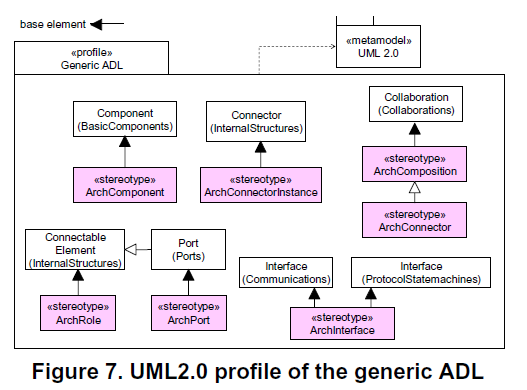 base element
«profile»
Generic ADL
«metamodel»
UML 2.0
Component
(BasicComponents)
«stereotype»
ArchComponent
Connector
(InternalStructures)
«stereotype»
ArchConnectorInstance
Collaboration
(Collaborations)
«stereotype»
ArchComposition
«stereotype»
ArchConnector
Connectable
Element
(InternalStructures)
«stereotype»
ArchRole
Port
(Ports)
«stereotype»
ArchPort
Interface
(Communications)
Interface
(ProtocolStatemachines)
«stereotype»
ArchInterface
Figure 7. UML2.0 profile of the generic ADL